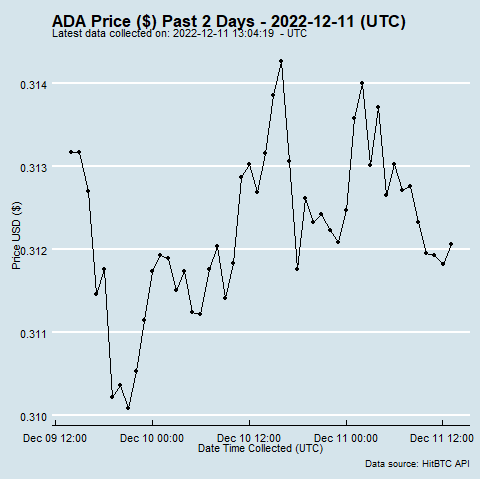 ADA Price ($) Past 2 Days - 2022-12-11 (UTC)
Latest data collected on: 2022-12-11 13:04:19 - UTC
0.314
0.313
0.312
0.311
0.310
Price USD ($)
Dec 09 12:00 Dec 10 00:00 Dec 10 12:00 Dec 11 00:00 Dec 11 12:00
Date Time Collected (UTC)
Data source: HitBTC API